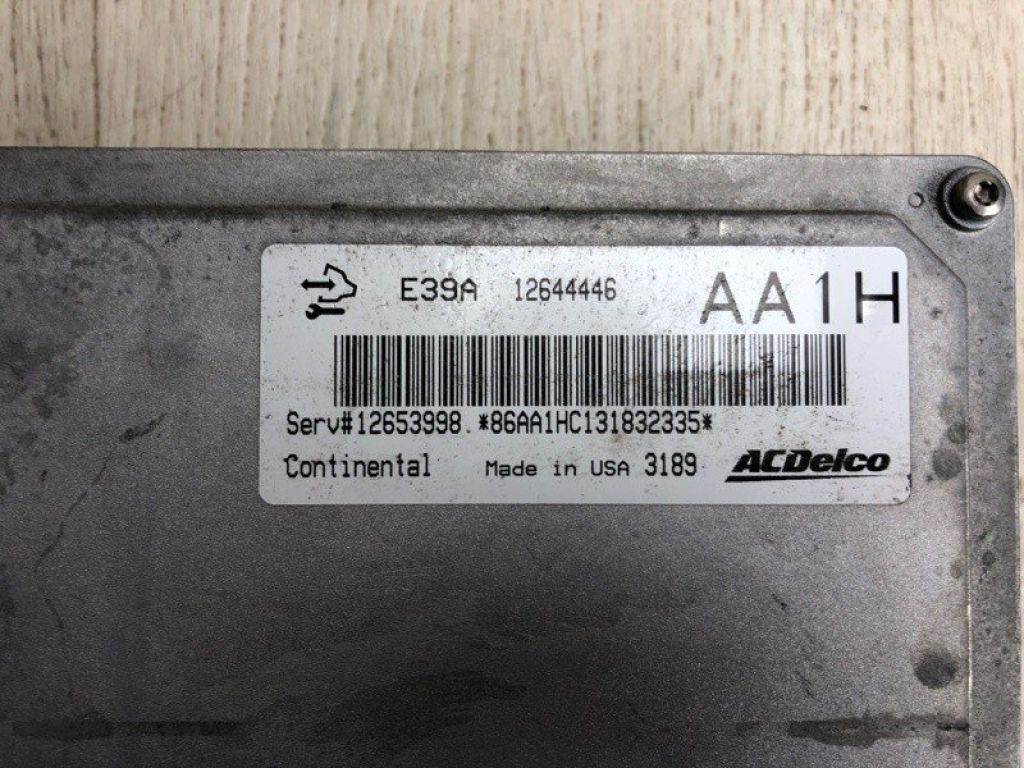 E39A 12644446 AA1H
Serv#12653998 *86AA1HC131832335*
Continental Made in USA 3189 ACDelco